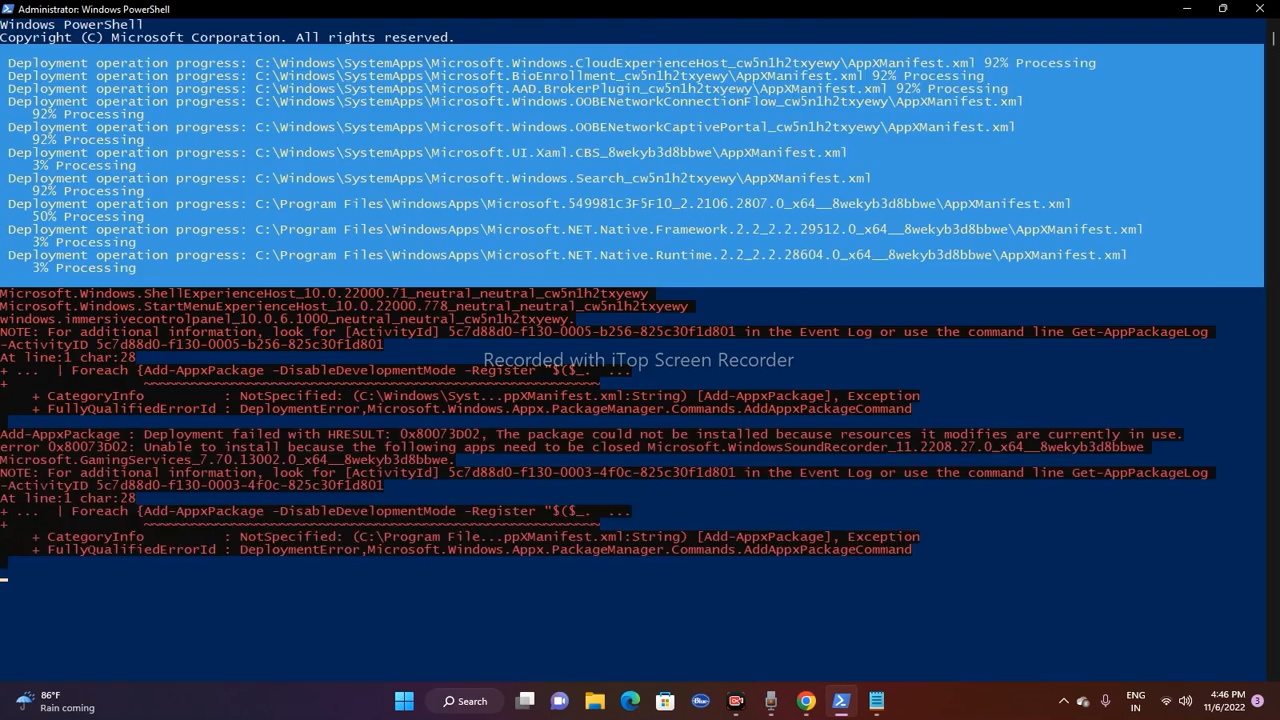 Administrator: Windows PowerShell
Windows PowerShell
Copyright (C) Microsoft Corporation. All rights reserved.
Deployment operation progress: C:\Windows\SystemApps\Microsoft.Windows.CloudExperienceHost_cw5n1h2txyewy\AppXManifest.xml 92% Processing
Deployment operation progress: C:\Windows\SystemApps\Microsoft.BioEnrollment_cw5n1h2txyewy\AppXManifest.xml 92% Processing
Deployment operation progress: C:\Windows\SystemApps\Microsoft.AAD.BrokerPlugin_cw5n1h2txyewy\AppXManifest.xml 92% Processing
Deployment operation progress: C:\Windows\SystemApps\Microsoft.Windows.OOBENetworkConnectionFlow_cw5n1h2txyewy\AppXManifest.xml
92% Processing
Deployment operation progress: C:\Windows\SystemApps\Microsoft.Windows.OOBENetworkCaptivePortal_cw5n1h2txyewy\AppXManifest.xml
92% Processing
Deployment operation progress: C:\Windows\SystemApps\Microsoft.UI.Xaml.CBS_8wekyb3d8bbwe\AppXManifest.xml
3% Processing
Deployment operation progress: C:\Windows\SystemApps\Microsoft.Windows.Search_cw5n1h2txyewy\AppXManifest.xml
92% Processing
Deployment operation progress: C:\Program Files\WindowsApps\Microsoft.549981C3F5F10_2.2106.2807.0_x64__8wekyb3d8bbwe\AppXManifest.xml
50% Processing
Deployment operation progress: C:\Program Files\WindowsApps\Microsoft.NET.Native.Framework.2.2_2.2.29512.0_x64__8wekyb3d8bbwe\AppXManifest.xml
3% Processing
Deployment operation progress: C:\Program Files\WindowsApps\Microsoft.NET.Native.Runtime.2.2_2.2.28604.0_x64__8wekyb3d8bbwe\AppXManifest.xml
3% Processing
Microsoft.Windows.ShellExperienceHost_10.0.22000.71_neutral_neutral_cw5n1h2txyewy
Microsoft.Windows.StartMenuExperienceHost_10.0.22000.778_neutral_neutral_cw5n1h2txyewy
windows.immersivecontrolpanel_10.0.6.1000_neutral_neutral_cw5n1h2txyewy.
NOTE: For additional information, look for [ActivityId] 5c7d88d0-f130-0005-b256-825c30f1d801 in the Event Log or use the command line Get-AppPackageLog
-ActivityID 5c7d88d0-f130-0005-b256-825c30f1d801
At line:1 char:28
+ ... | Foreach {Add-AppxPackage -DisableDevelopmentMode -Register "$($_. ...
+ ~~~~~~~~~~~~~~~~~~~~~~~~~~~~~~~~~~~~~~~~~~~~~~~~~~~~~~~~~
+ CategoryInfo : NotSpecified: (C:\Windows\Syst...ppXManifest.xml:String) [Add-AppxPackage], Exception
+ FullyQualifiedErrorId : DeploymentError,Microsoft.Windows.Appx.PackageManager.Commands.AddAppxPackageCommand
Add-AppxPackage : Deployment failed with HRESULT: 0x80073D02, The package could not be installed because resources it modifies are currently in use.
error 0x80073D02: Unable to install because the following apps need to be closed Microsoft.WindowsSoundRecorder_11.2208.27.0_x64__8wekyb3d8bbwe
Microsoft.GamingServices_7.70.13002.0_x64__8wekyb3d8bbwe.
NOTE: For additional information, look for [ActivityId] 5c7d88d0-f130-0003-4f0c-825c30f1d801 in the Event Log or use the command line Get-AppPackageLog
-ActivityID 5c7d88d0-f130-0003-4f0c-825c30f1d801
At line:1 char:28
+ ... | Foreach {Add-AppxPackage -DisableDevelopmentMode -Register "$($_. ...
+ ~~~~~~~~~~~~~~~~~~~~~~~~~~~~~~~~~~~~~~~~~~~~~~~~~~~~~~~~~
+ CategoryInfo : NotSpecified: (C:\Program File...ppXManifest.xml:String) [Add-AppxPackage], Exception
+ FullyQualifiedErrorId : DeploymentError,Microsoft.Windows.Appx.PackageManager.Commands.AddAppxPackageCommand
Recorded with iTop Screen Recorder
86°F
Rain coming
Search
Blue
ENG
IN
4:46 PM
11/6/2022
3